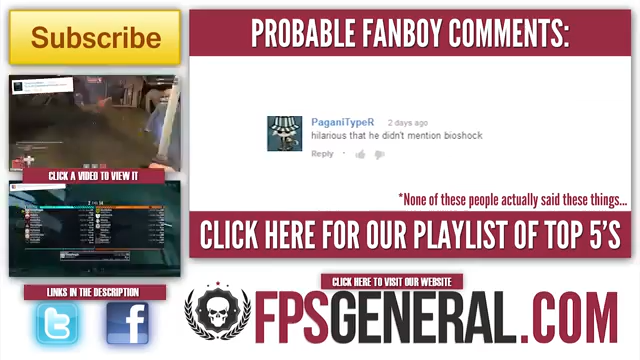 Subscribe
CLICK A VIDEO TO VIEW IT
LINKS IN THE DESCRIPTION
PROBABLE FANBOY COMMENTS:
PaganiTypeR 2 days ago
hilarious that he didn't mention bioshock
Reply
*None of these people actually said these things...
CLICK HERE FOR OUR PLAYLIST OF TOP 5'S
CLICK HERE TO VISIT OUR WEBSITE
FPSGENERAL.COM